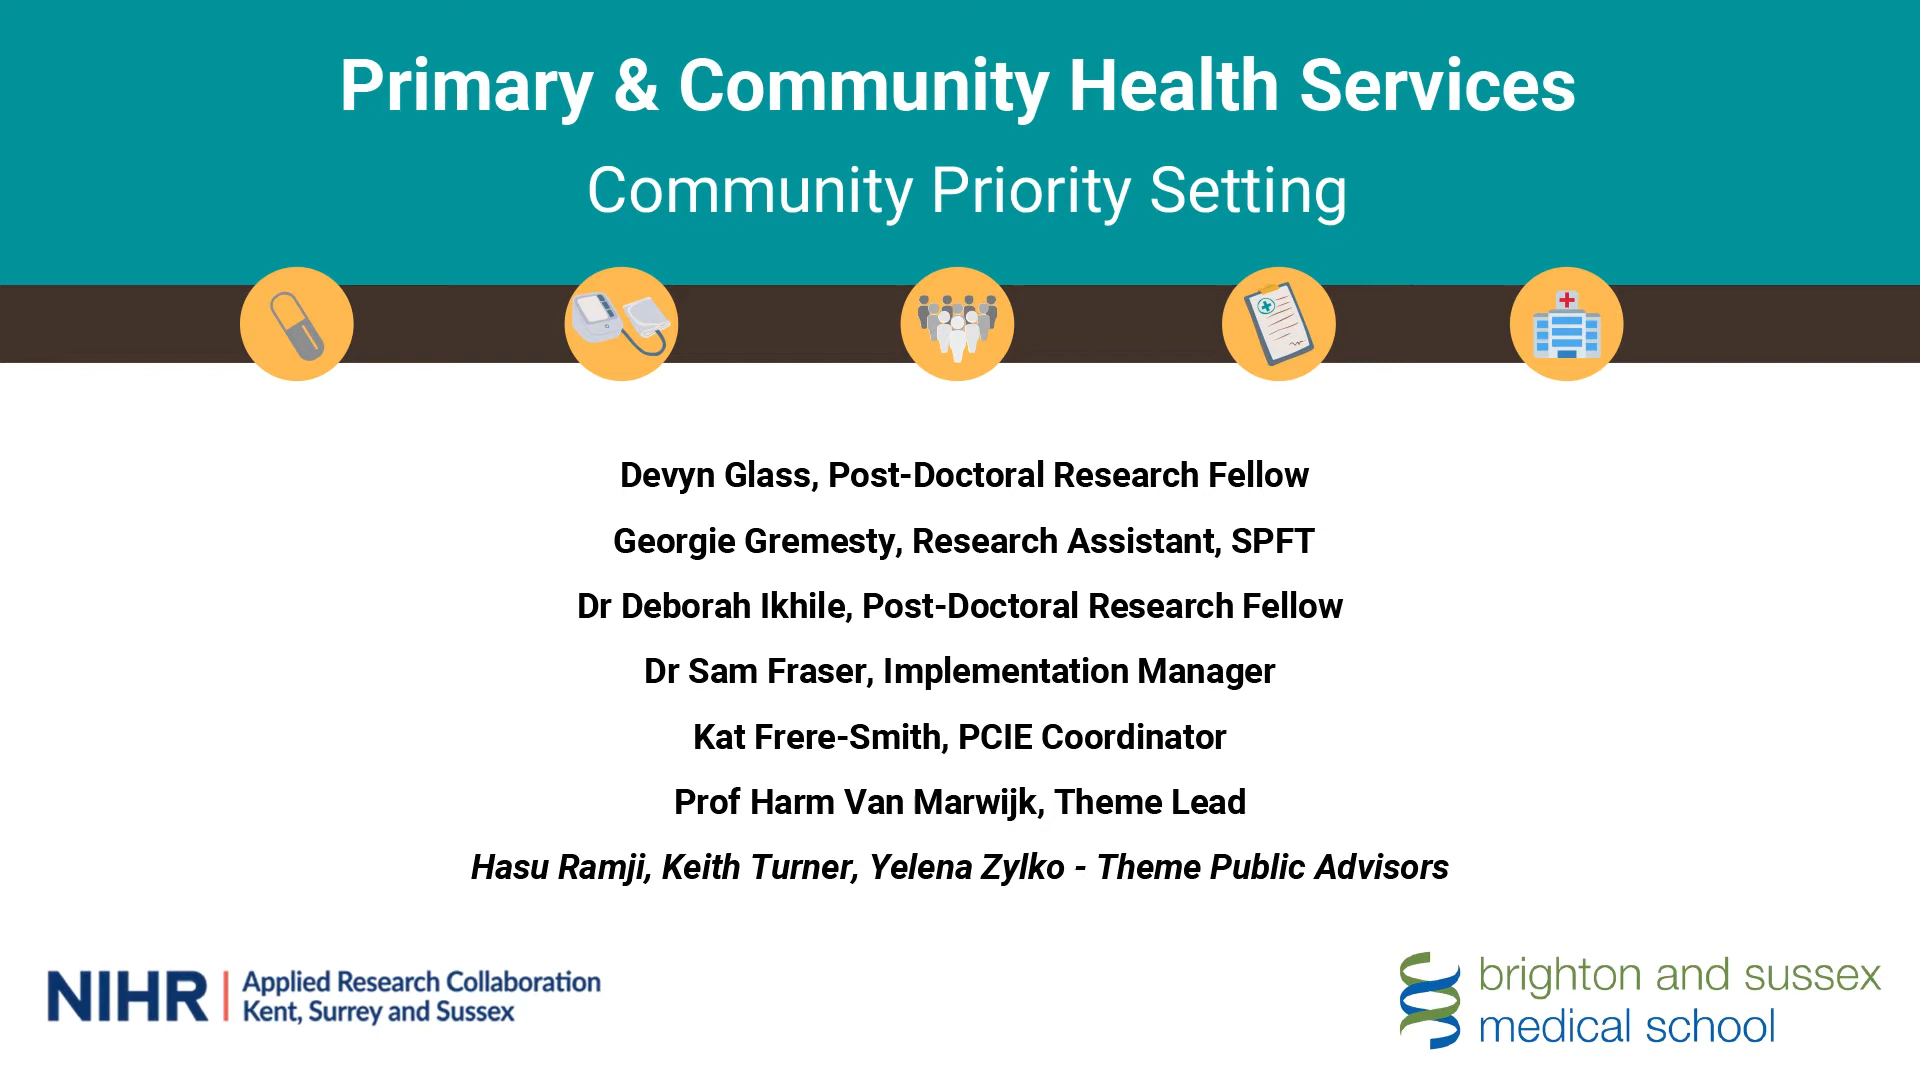 Primary & Community Health Services
Community Priority Setting
Devyn Glass, Post-Doctoral Research Fellow
Georgie Gremesty, Research Assistant, SPFT
Dr Deborah Ikhile, Post-Doctoral Research Fellow
Dr Sam Fraser, Implementation Manager
Kat Frere-Smith, PCIE Coordinator
Prof Harm Van Marwijk, Theme Lead
Hasu Ramji, Keith Turner, Yelena Zylko - Theme Public Advisors
NIHR | Applied Research Collaboration
Kent, Surrey and Sussex
brighton and sussex
medical school